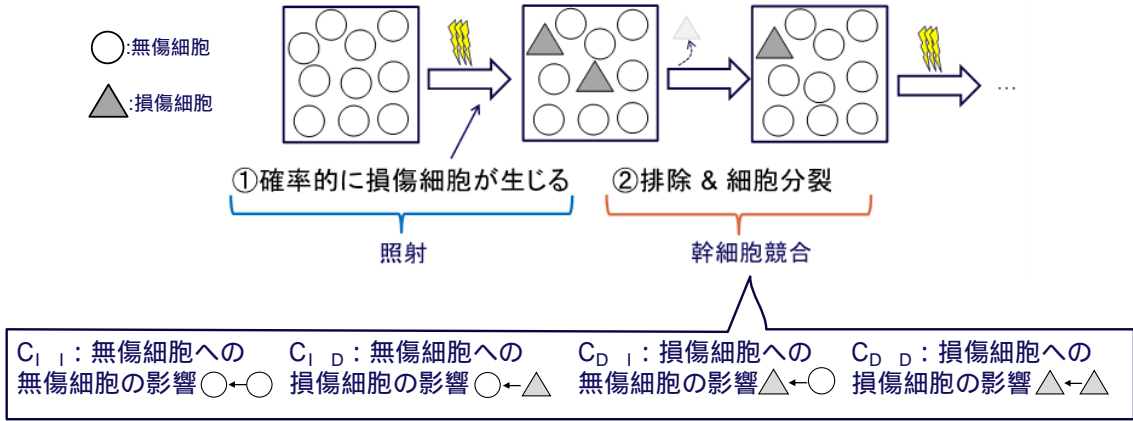 :無傷細胞
:損傷細胞
…
①確率的に損傷細胞が生じる
②排除 & 細胞分裂
照射
幹細胞競合
C_I I:無傷細胞への
無傷細胞の影響
C_I D:無傷細胞への
損傷細胞の影響
C_D I:損傷細胞への
無傷細胞の影響
C_D D:損傷細胞への
損傷細胞の影響